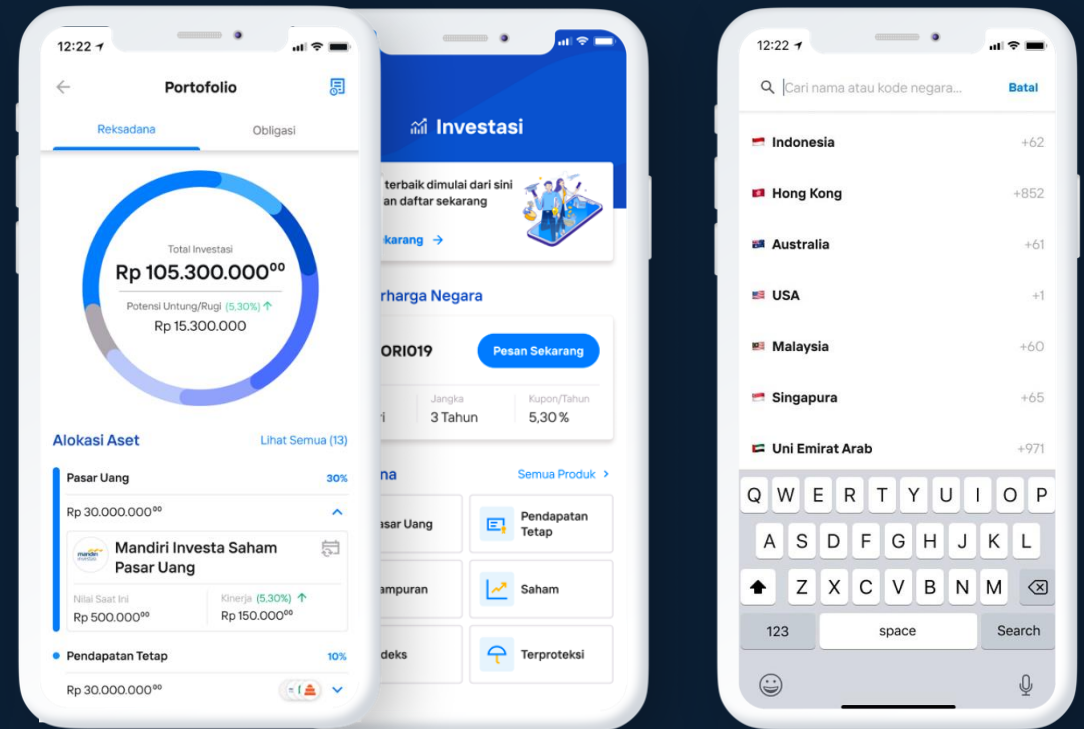 12:22
Portofolio
Reksadana
Obligasi
Total Investasi
Rp 105.300.000⁰⁰
Potensi Untung/Rugi (5,30%) ↑
Rp 15.300.000
Alokasi Aset
Lihat Semua (13)
Pasar Uang 30%
Rp 30.000.000⁰⁰
mandiri
investasi
Mandiri Investa Saham
Pasar Uang
Nilai Saat Ini
Rp 500.000⁰⁰
Kinerja (5,30%) ↑
Rp 150.000⁰⁰
Pendapatan Tetap 10%
Rp 30.000.000⁰⁰
Investasi
terbaik dimulai dari sini
an daftar sekarang
karang →
rharga Negara
ORI019
Pesan Sekarang
Jangka
3 Tahun
Kupon/Tahun
5,30 %
na
Semua Produk >
asar Uang
Pendapatan
Tetap
ampuran
Saham
deks
Terproteksi
12:22
Cari nama atau kode negara...
Batal
Indonesia +62
Hong Kong +852
Australia +61
USA +1
Malaysia +60
Singapura +65
Uni Emirat Arab +971
Q W E R T Y U I O P
A S D F G H J K L
Z X C V B N M
123 space Search